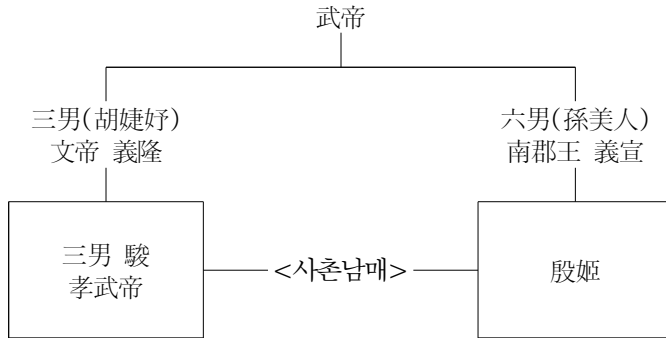 武帝
三男(胡婕妤)
文帝 義隆
六男(孫美人)
南郡王 義宣
三男 駿
孝武帝
<사촌남매>
殷姬